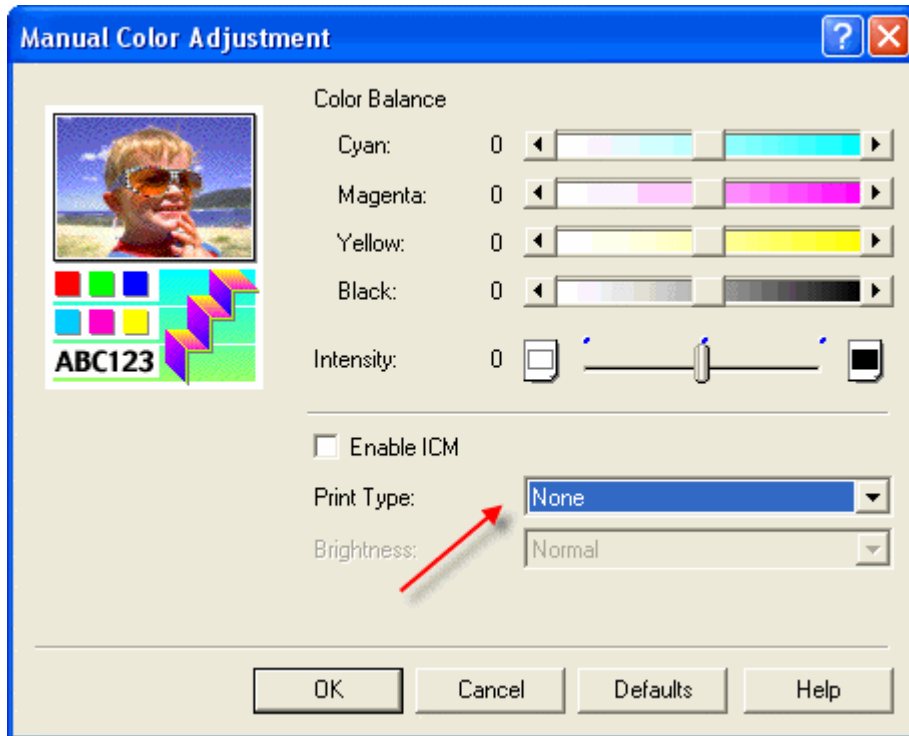 Manual Color Adjustment
Color Balance
Cyan: 0
Magenta: 0
Yellow: 0
Black: 0
ABC123
Intensity: 0
Enable ICM
Print Type: None
Brightness: Normal
OK Cancel Defaults Help